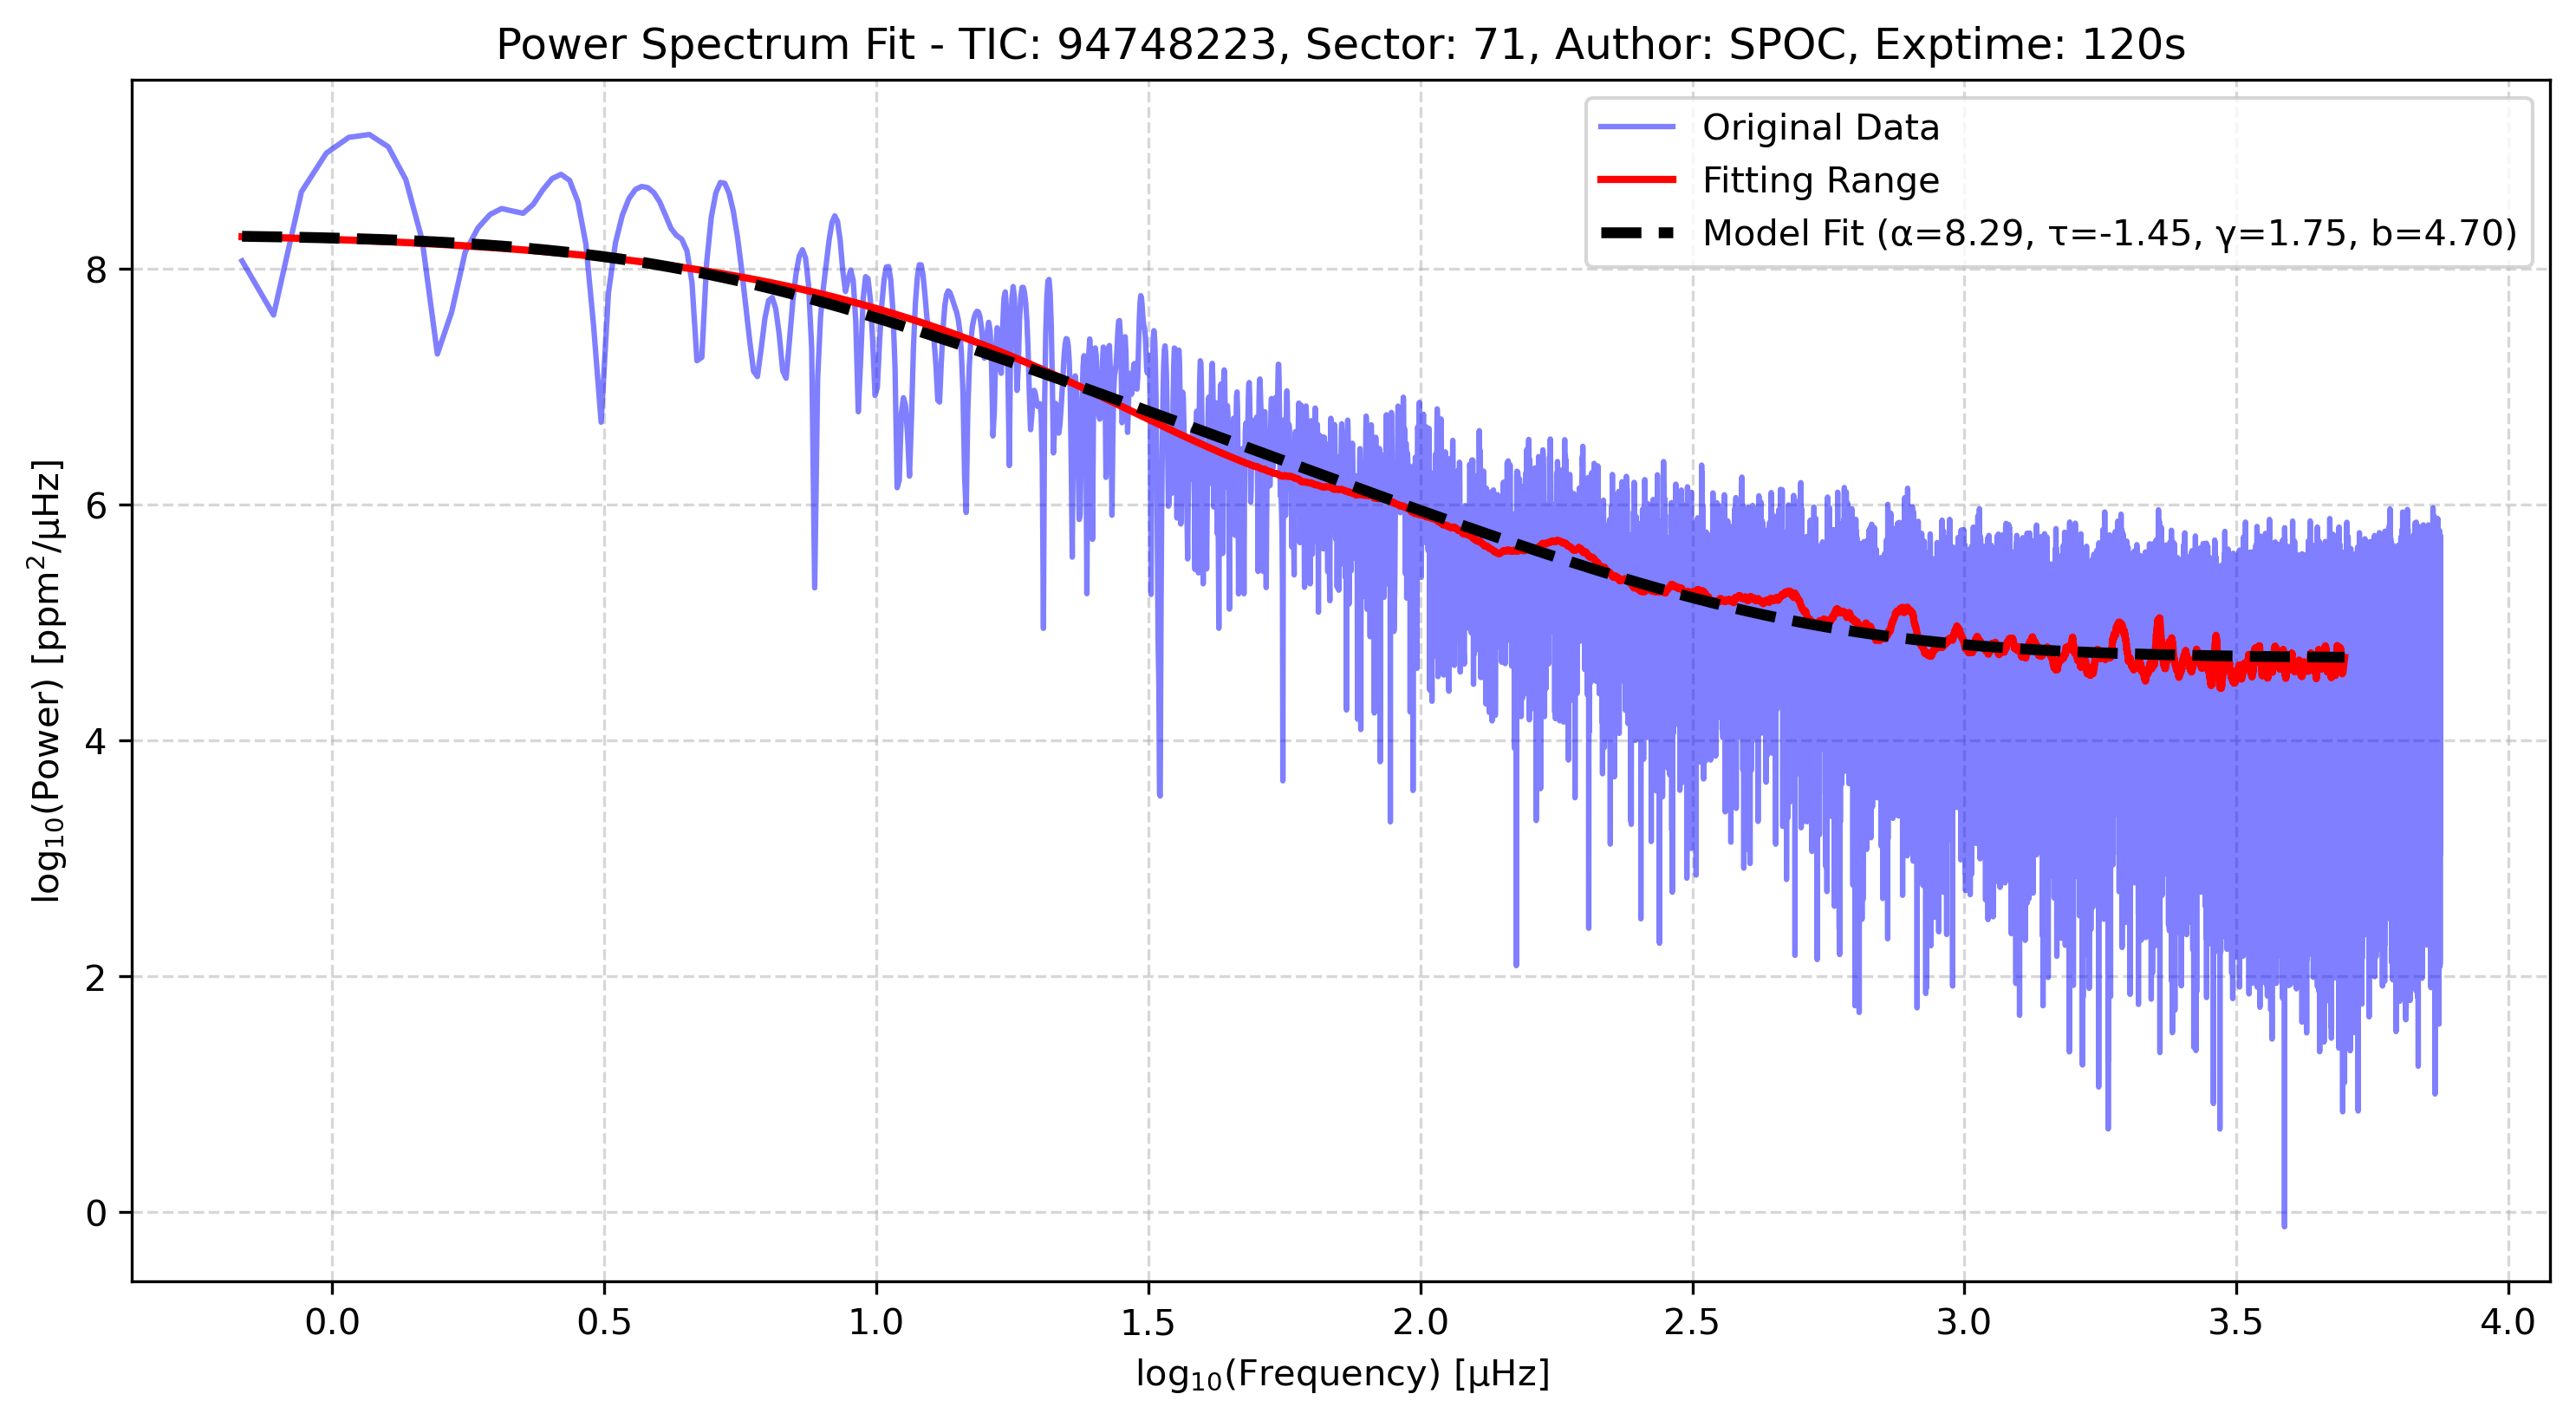 Power Spectrum Fit - TIC: 94748223, Sector: 71, Author: SPOC, Exptime: 120s
Original Data
Fitting Range
Model Fit (α=8.29, τ=-1.45, γ=1.75, b=4.70)
log₁₀(Power) [ppm²/μHz]
8
6
4
2
0
0.0 0.5 1.0 1.5 2.0 2.5 3.0 3.5 4.0
log₁₀(Frequency) [μHz]